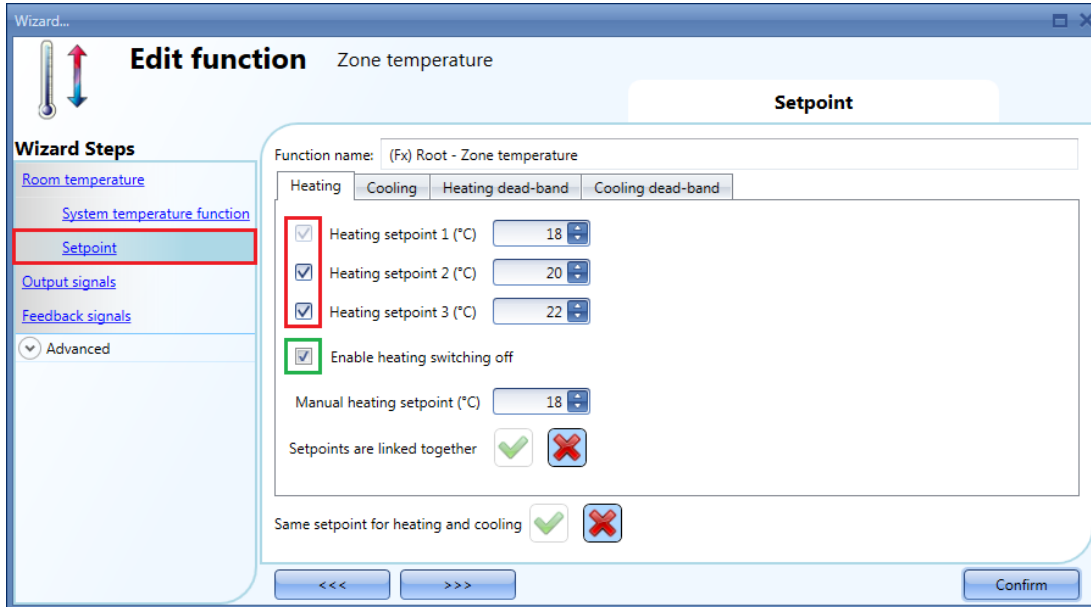 Wizard...
Edit function Zone temperature
Setpoint
Wizard Steps
Room temperature
System temperature function
Setpoint
Output signals
Feedback signals
Advanced
Function name: (Fx) Root - Zone temperature
Heating Cooling Heating dead-band Cooling dead-band
Heating setpoint 1 (°C) 18
Heating setpoint 2 (°C) 20
Heating setpoint 3 (°C) 22
Enable heating switching off
Manual heating setpoint (°C) 18
Setpoints are linked together
Same setpoint for heating and cooling
<<< >>> Confirm